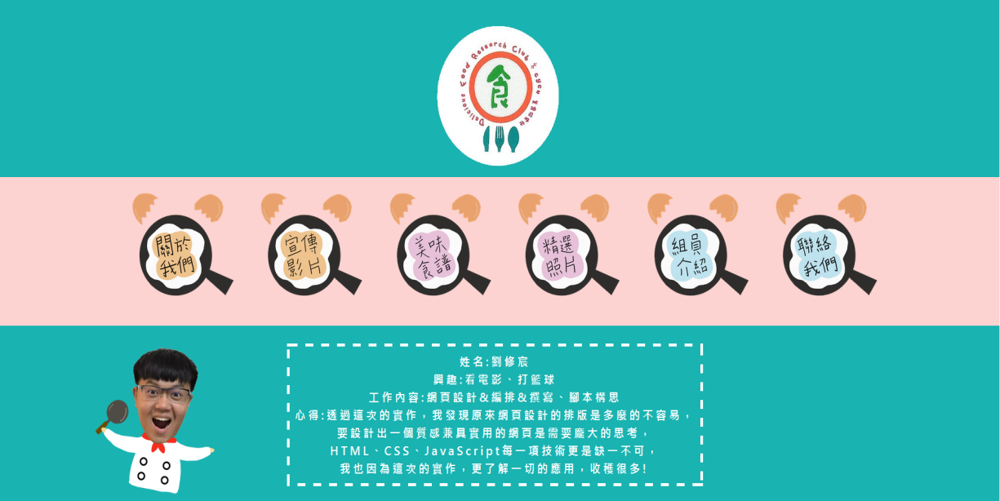 Delicious Food Research Club
食
關於
我們
宣傳
影片
美味
食譜
精選
照片
組員
介紹
聯絡
我們
姓名:劉修宸
興趣:看電影、打籃球
工作內容:網頁設計&編排&撰寫、腳本構思
心得:透過這次的實作，我發現原來網頁設計的排版是多麼的不容易，
要設計出一個質感兼具實用的網頁是需要龐大的思考，
HTML、CSS、JavaScript每一項技術更是缺一不可，
我也因為這次的實作，更了解一切的應用，收穫很多!